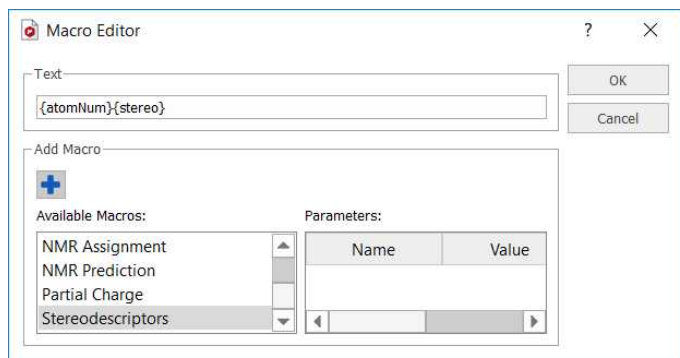 Macro Editor
?
Text
{atomNum}{stereo}
OK
Cancel
Add Macro
Available Macros:
Parameters:
NMR Assignment
NMR Prediction
Partial Charge
Stereodescriptors
Name Value